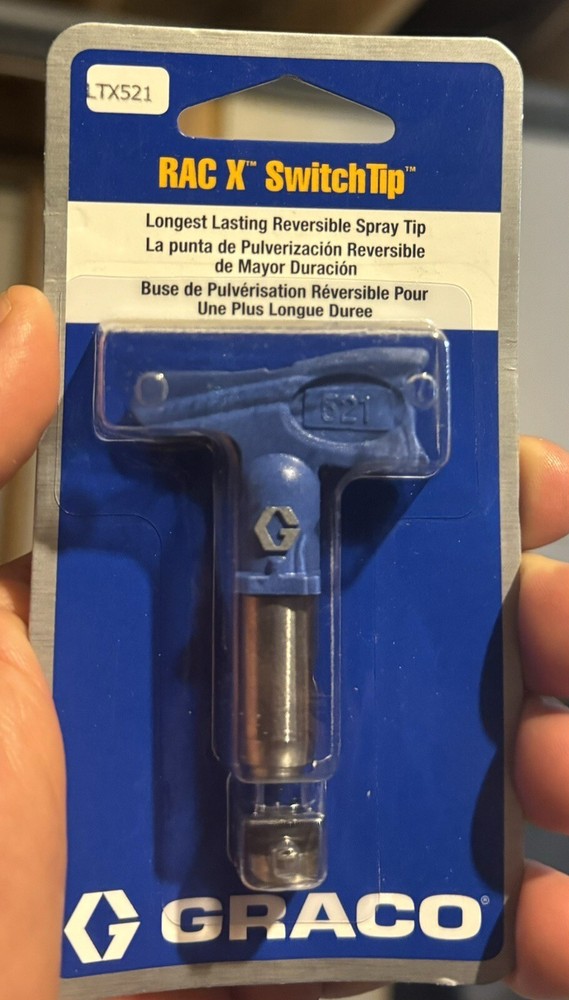 LTX521
RAC X™ SwitchTip™
Longest Lasting Reversible Spray Tip
La punta de Pulverización Reversible
de Mayor Duración
Buse de Pulvérisation Réversible Pour
Une Plus Longue Duree
521
G
GRACO®